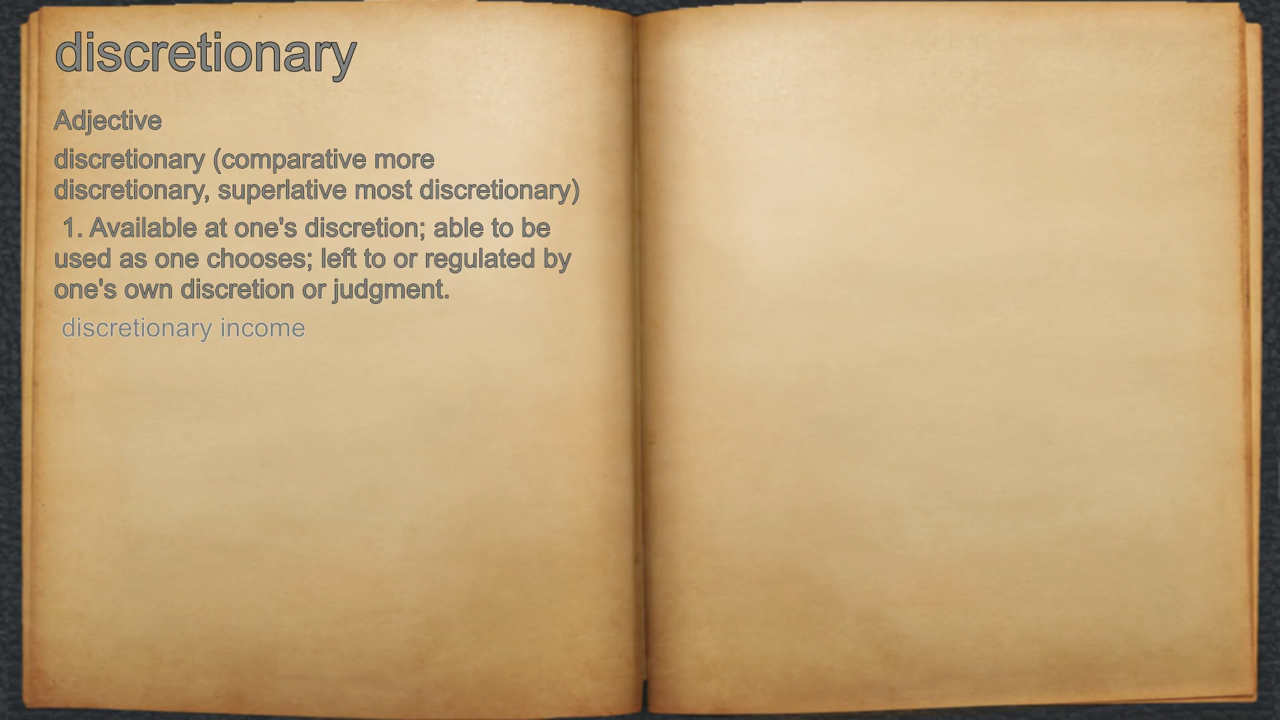 discretionary
Adjective
discretionary (comparative more
discretionary, superlative most discretionary)
1. Available at one's discretion; able to be
used as one chooses; left to or regulated by
one's own discretion or judgment.
discretionary income